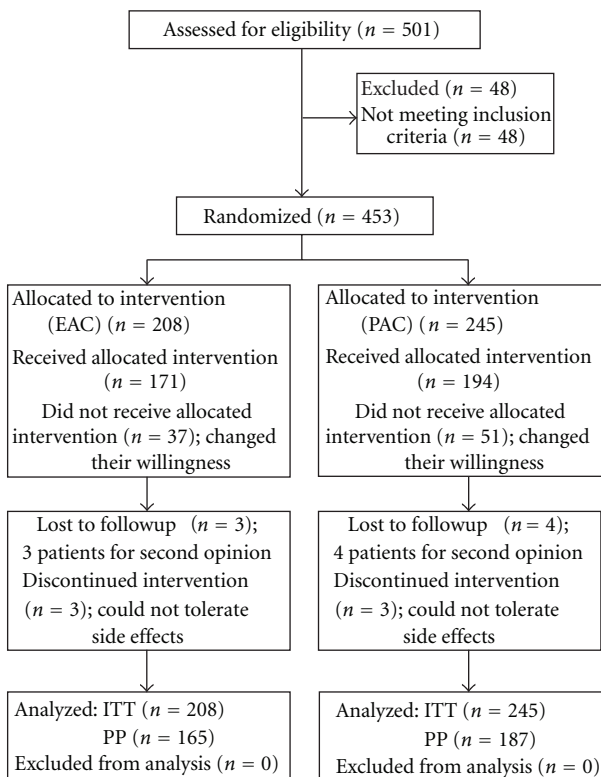 Assessed for eligibility (n = 501)
Excluded (n = 48)
Not meeting inclusion
criteria (n = 48)
Randomized (n = 453)
Allocated to intervention
(EAC) (n = 208)
Received allocated intervention
(n = 171)
Did not receive allocated
intervention (n = 37); changed
their willingness
Allocated to intervention
(PAC) (n = 245)
Received allocated intervention
(n = 194)
Did not receive allocated
intervention (n = 51); changed
their willingness
Lost to followup (n = 3);
3 patients for second opinion
Discontinued intervention
(n = 3); could not tolerate
side effects
Lost to followup (n = 4);
4 patients for second opinion
Discontinued intervention
(n = 3); could not tolerate
side effects
Analyzed: ITT (n = 208)
PP (n = 165)
Excluded from analysis (n = 0)
Analyzed: ITT (n = 245)
PP (n = 187)
Excluded from analysis (n = 0)